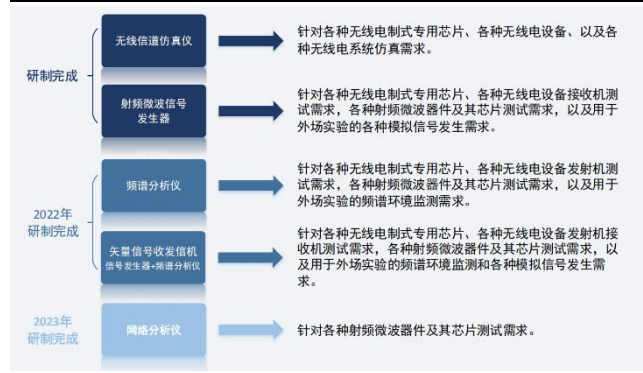 无线信道仿真仪
针对各种无线电制式专用芯片、各种无线电设备、以及各
种无线电系统仿真需求。
研制完成
射频微波信号
发生器
针对各种无线电制式专用芯片、各种无线电设备接收机测
试需求，各种射频微波器件及其芯片测试需求，以及用于
外场实验的各种模拟信号发生需求。
频谱分析仪
针对各种无线电制式专用芯片、各种无线电设备发射机测
试需求，各种射频微波器件及其芯片测试需求，以及用于
外场实验的频谱环境监测需求。
2022年
研制完成
矢量信号收发信机
信号发生器+频谱分析仪
针对各种无线电制式专用芯片、各种无线电设备发射机接
收机测试需求，各种射频微波器件及其芯片测试需求，以
及用于外场实验的频谱环境监测和各种模拟信号发生需
求。
2023年
研制完成
网络分析仪
针对各种射频微波器件及其芯片测试需求。